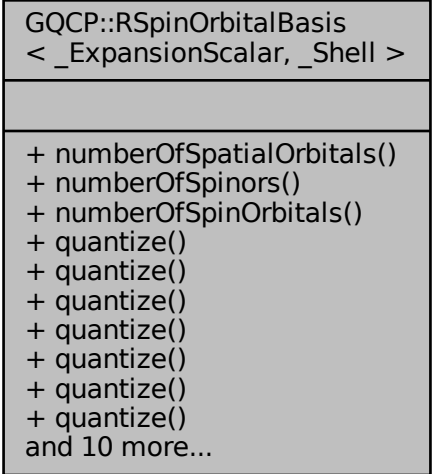 GQCP::RSpinOrbitalBasis
< _ExpansionScalar, _Shell >
+ numberOfSpatialOrbitals()
+ numberOfSpinors()
+ numberOfSpinOrbitals()
+ quantize()
+ quantize()
+ quantize()
+ quantize()
+ quantize()
+ quantize()
+ quantize()
and 10 more...